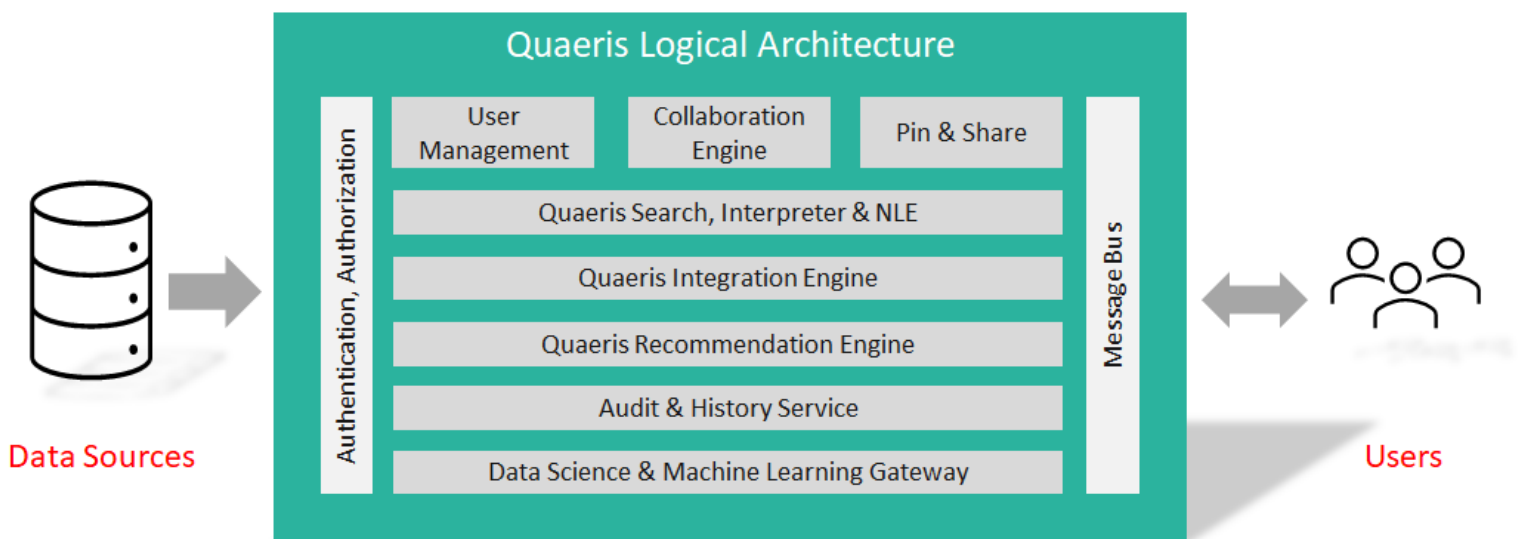 Quaeris Logical Architecture
Authentication, Authorization
User
Management
Collaboration
Engine
Pin & Share
Quaeris Search, Interpreter & NLE
Quaeris Integration Engine
Quaeris Recommendation Engine
Audit & History Service
Data Science & Machine Learning Gateway
Message Bus
Data Sources
Users